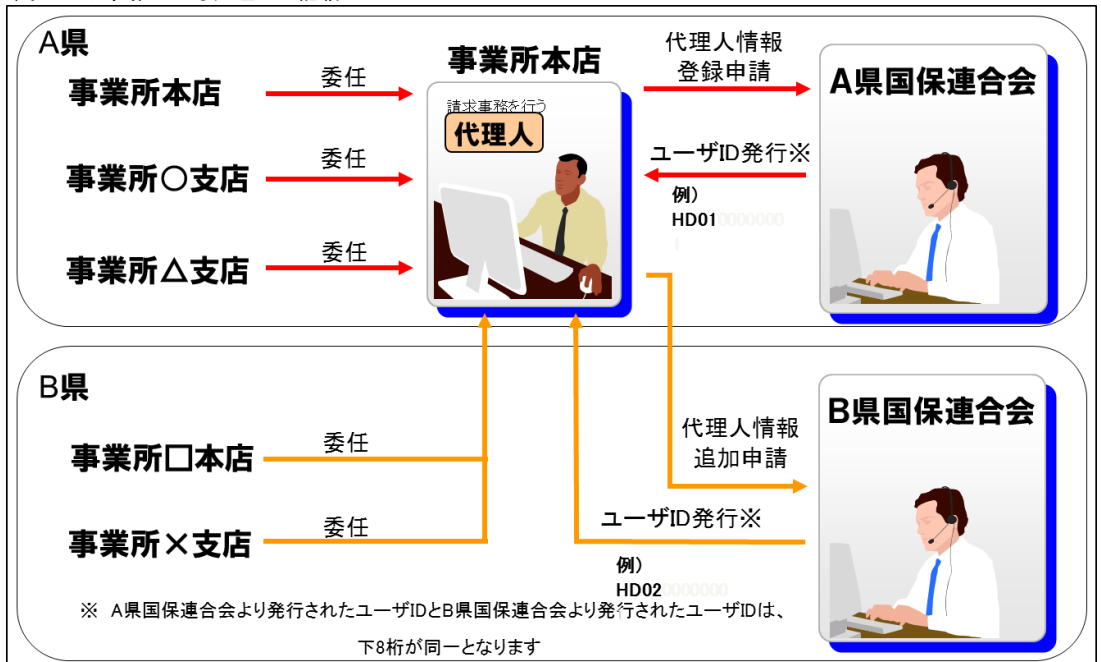 A県
事業所本店
委任
事業所○支店
委任
事業所△支店
委任
事業所本店
請求事務を行う
代理人
代理人情報
登録申請
ユーザID発行※
例）
HD010000000
A県国保連合会
B県
事業所□本店
委任
事業所×支店
委任
代理人情報
追加申請
ユーザID発行※
例）
HD020000000
B県国保連合会
※　A県国保連合会より発行されたユーザIDとB県国保連合会より発行されたユーザIDは、
下8桁が同一となります